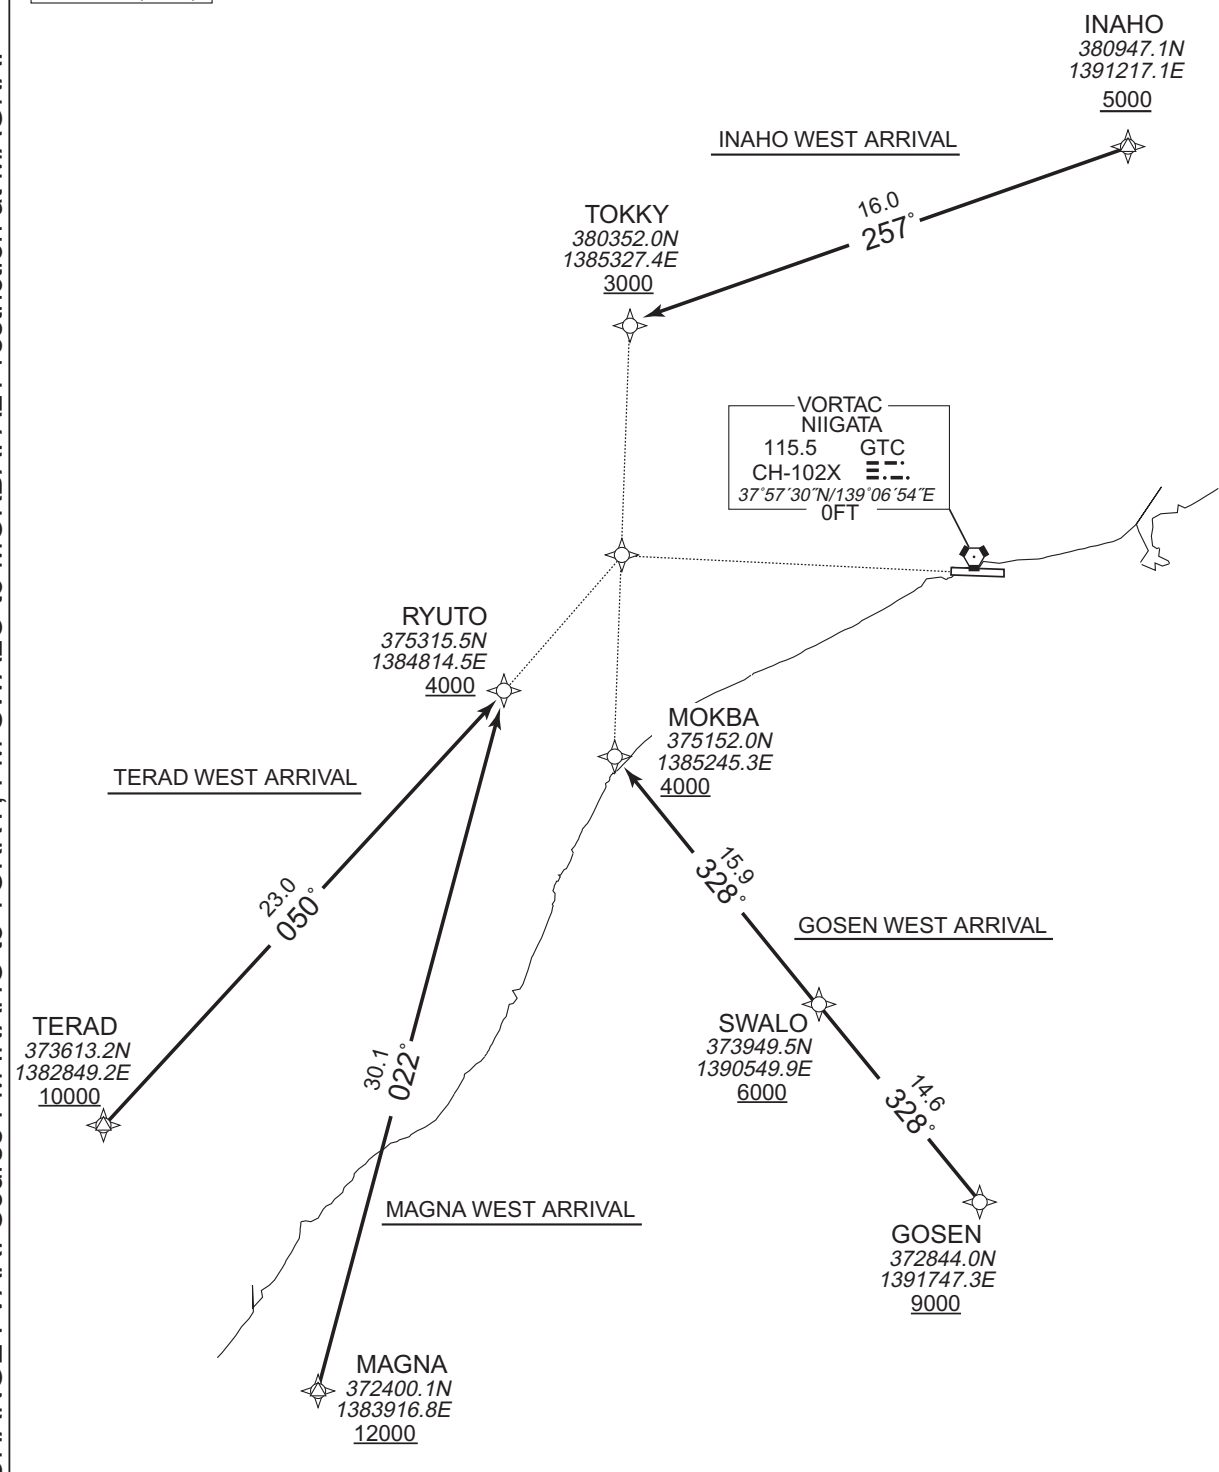 INAHO
380947.1N
1391217.1E
5000
INAHO WEST ARRIVAL
16.0
257°
TOKKY
380352.0N
1385327.4E
3000
VORTAC
NIIGATA
115.5 GTC
CH-102X
37°57′30″N/139°06′54″E
0FT
RYUTO
375315.5N
1384814.5E
4000
MOKBA
375152.0N
1385245.3E
4000
TERAD WEST ARRIVAL
15.9
328°
23.0
050°
GOSEN WEST ARRIVAL
TERAD
373613.2N
1382849.2E
10000
SWALO
373949.5N
1390549.9E
6000
30.1
022°
14.6
328°
MAGNA WEST ARRIVAL
GOSEN
372844.0N
1391747.3E
9000
MAGNA
372400.1N
1383916.8E
12000